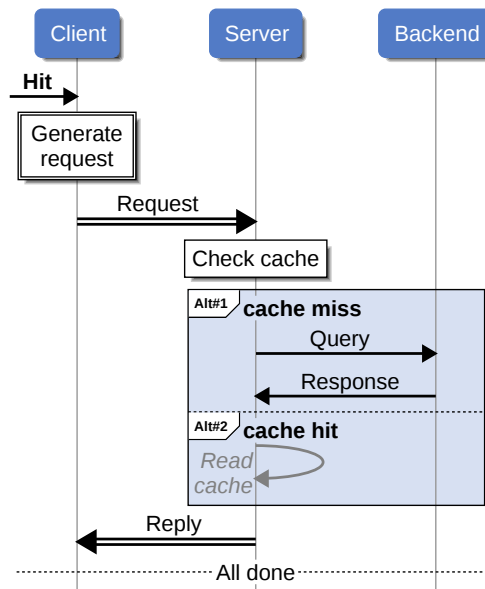 Client
Server
Backend
Hit
Generate
request
Request
Check cache
Alt#1
cache miss
Query
Response
Alt#2
cache hit
Read
cache
Reply
All done